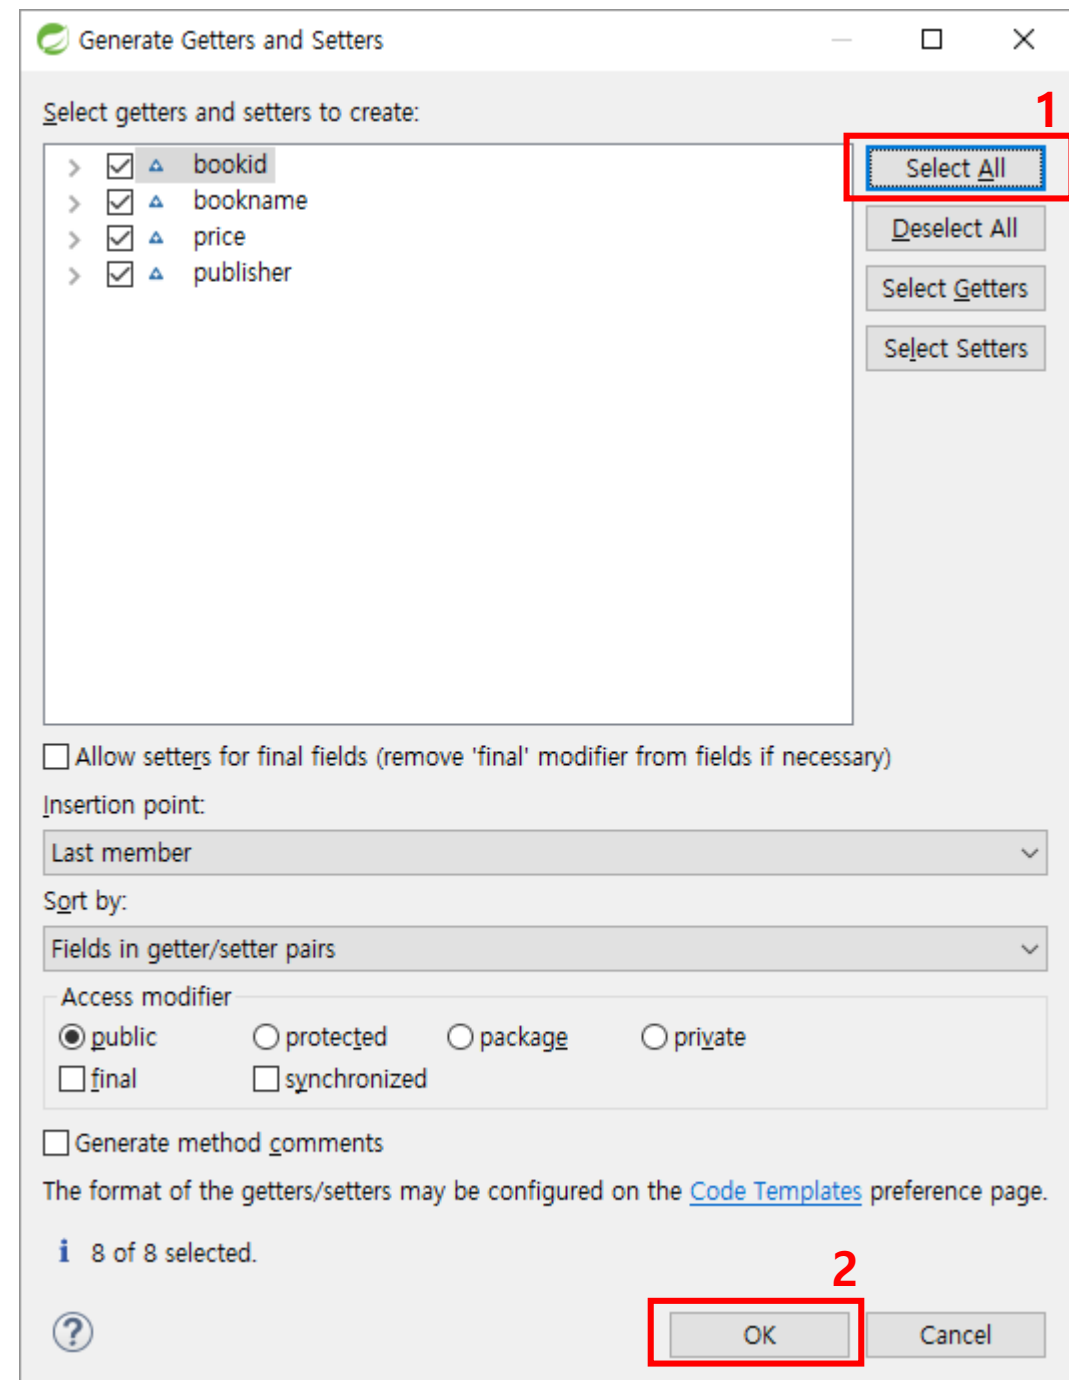 Generate Getters and Setters
Select getters and setters to create:
1
bookid
bookname
price
publisher
Select All
Deselect All
Select Getters
Select Setters
Allow setters for final fields (remove 'final' modifier from fields if necessary)
Insertion point:
Last member
Sort by:
Fields in getter/setter pairs
Access modifier
public protected package private
final synchronized
Generate method comments
The format of the getters/setters may be configured on the Code Templates preference page.
i 8 of 8 selected.
2
? OK Cancel